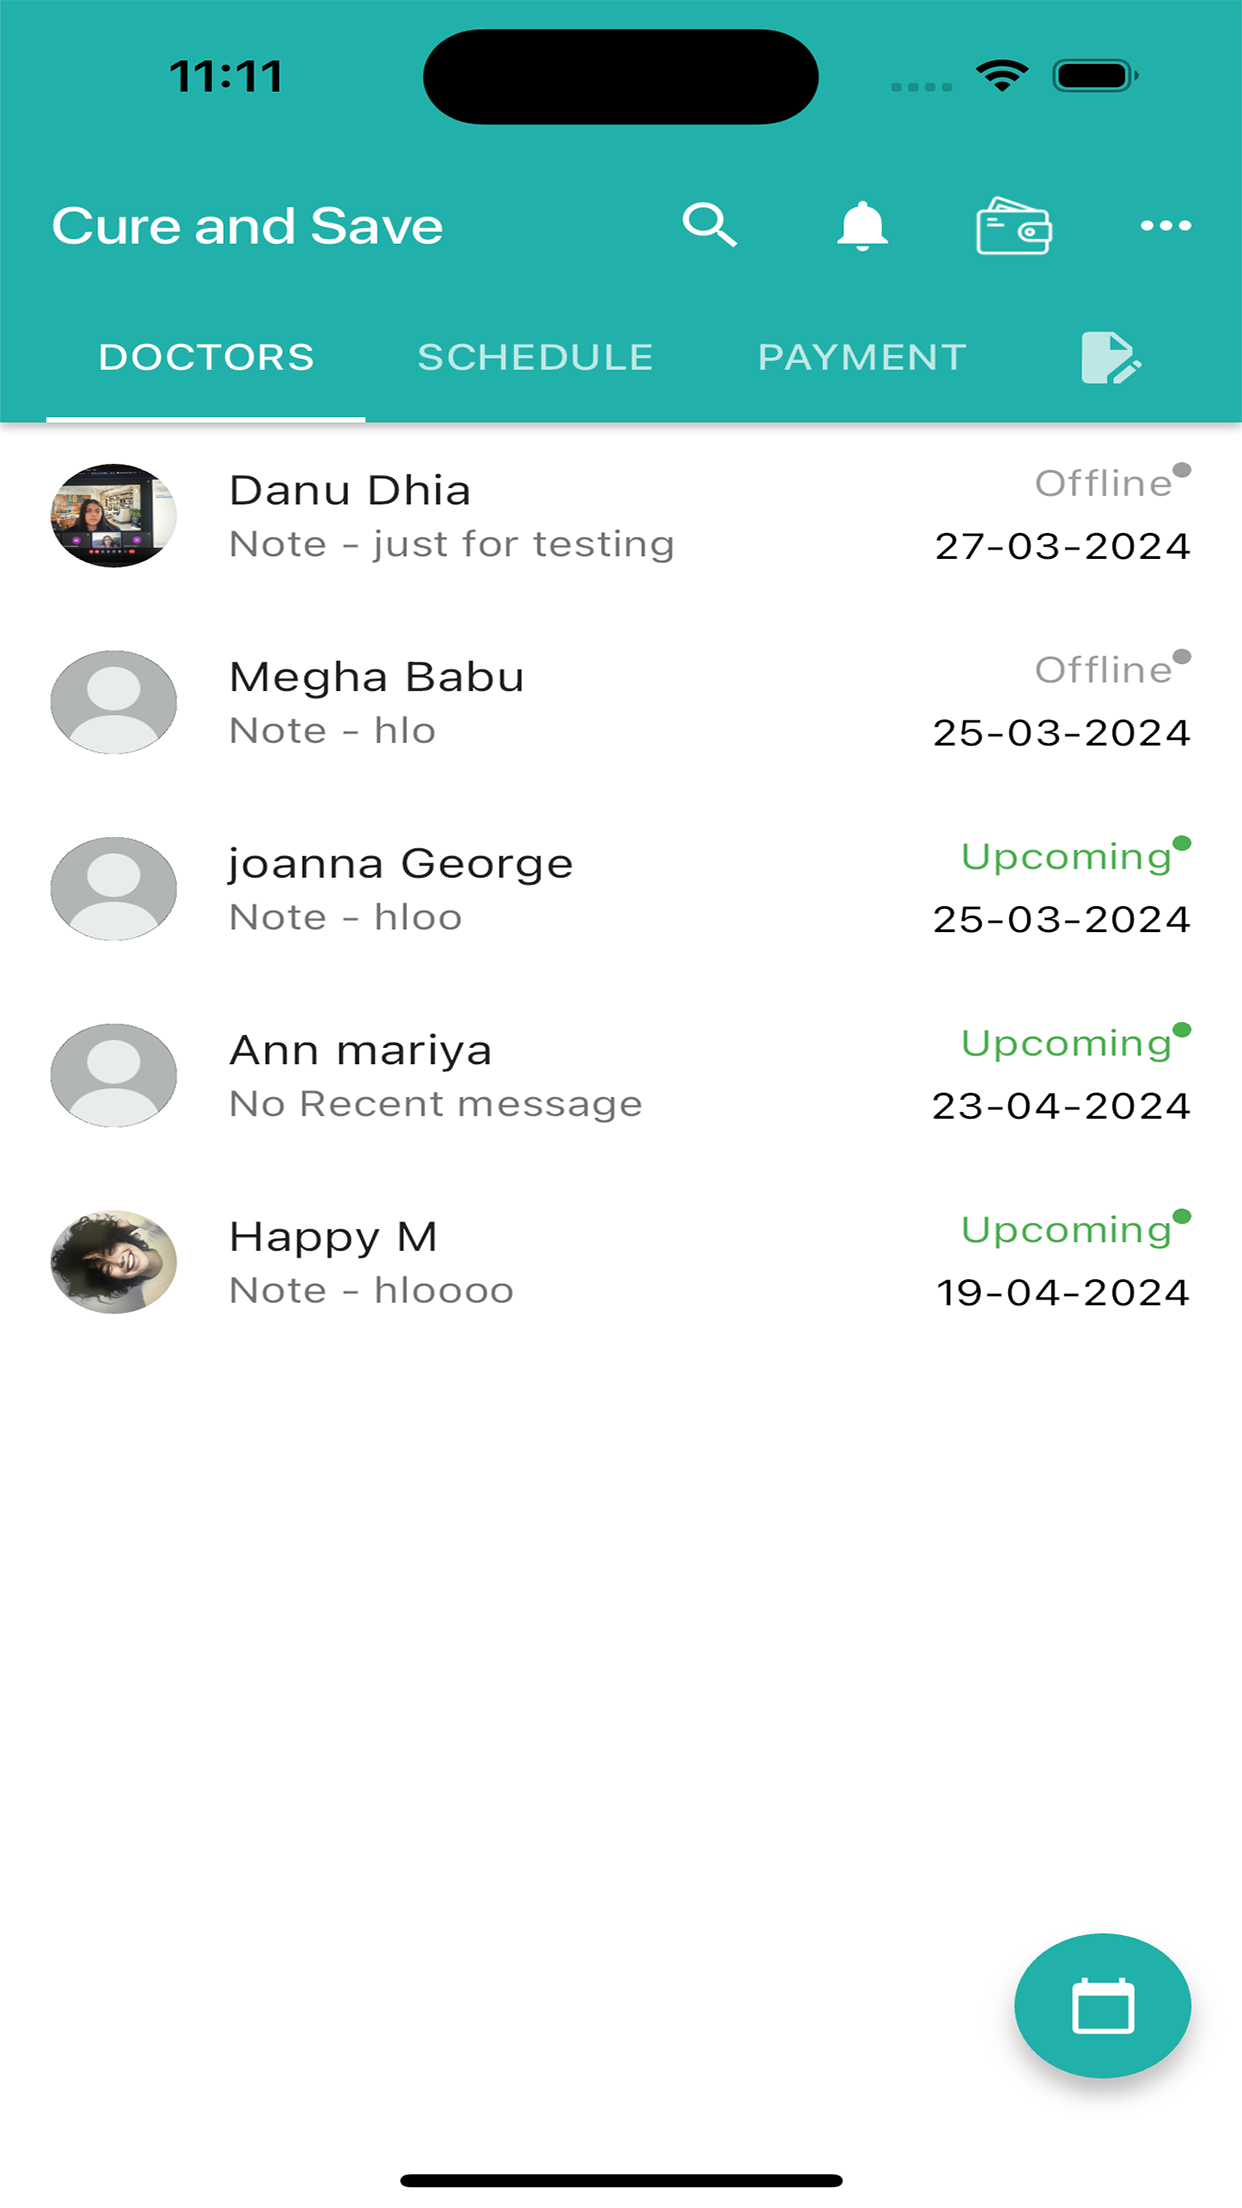 11:11
Cure and Save
DOCTORS SCHEDULE PAYMENT
Danu Dhia Offline
Note - just for testing 27-03-2024
Megha Babu Offline
Note - hlo 25-03-2024
joanna George Upcoming
Note - hloo 25-03-2024
Ann mariya Upcoming
No Recent message 23-04-2024
Happy M Upcoming
Note - hloooo 19-04-2024